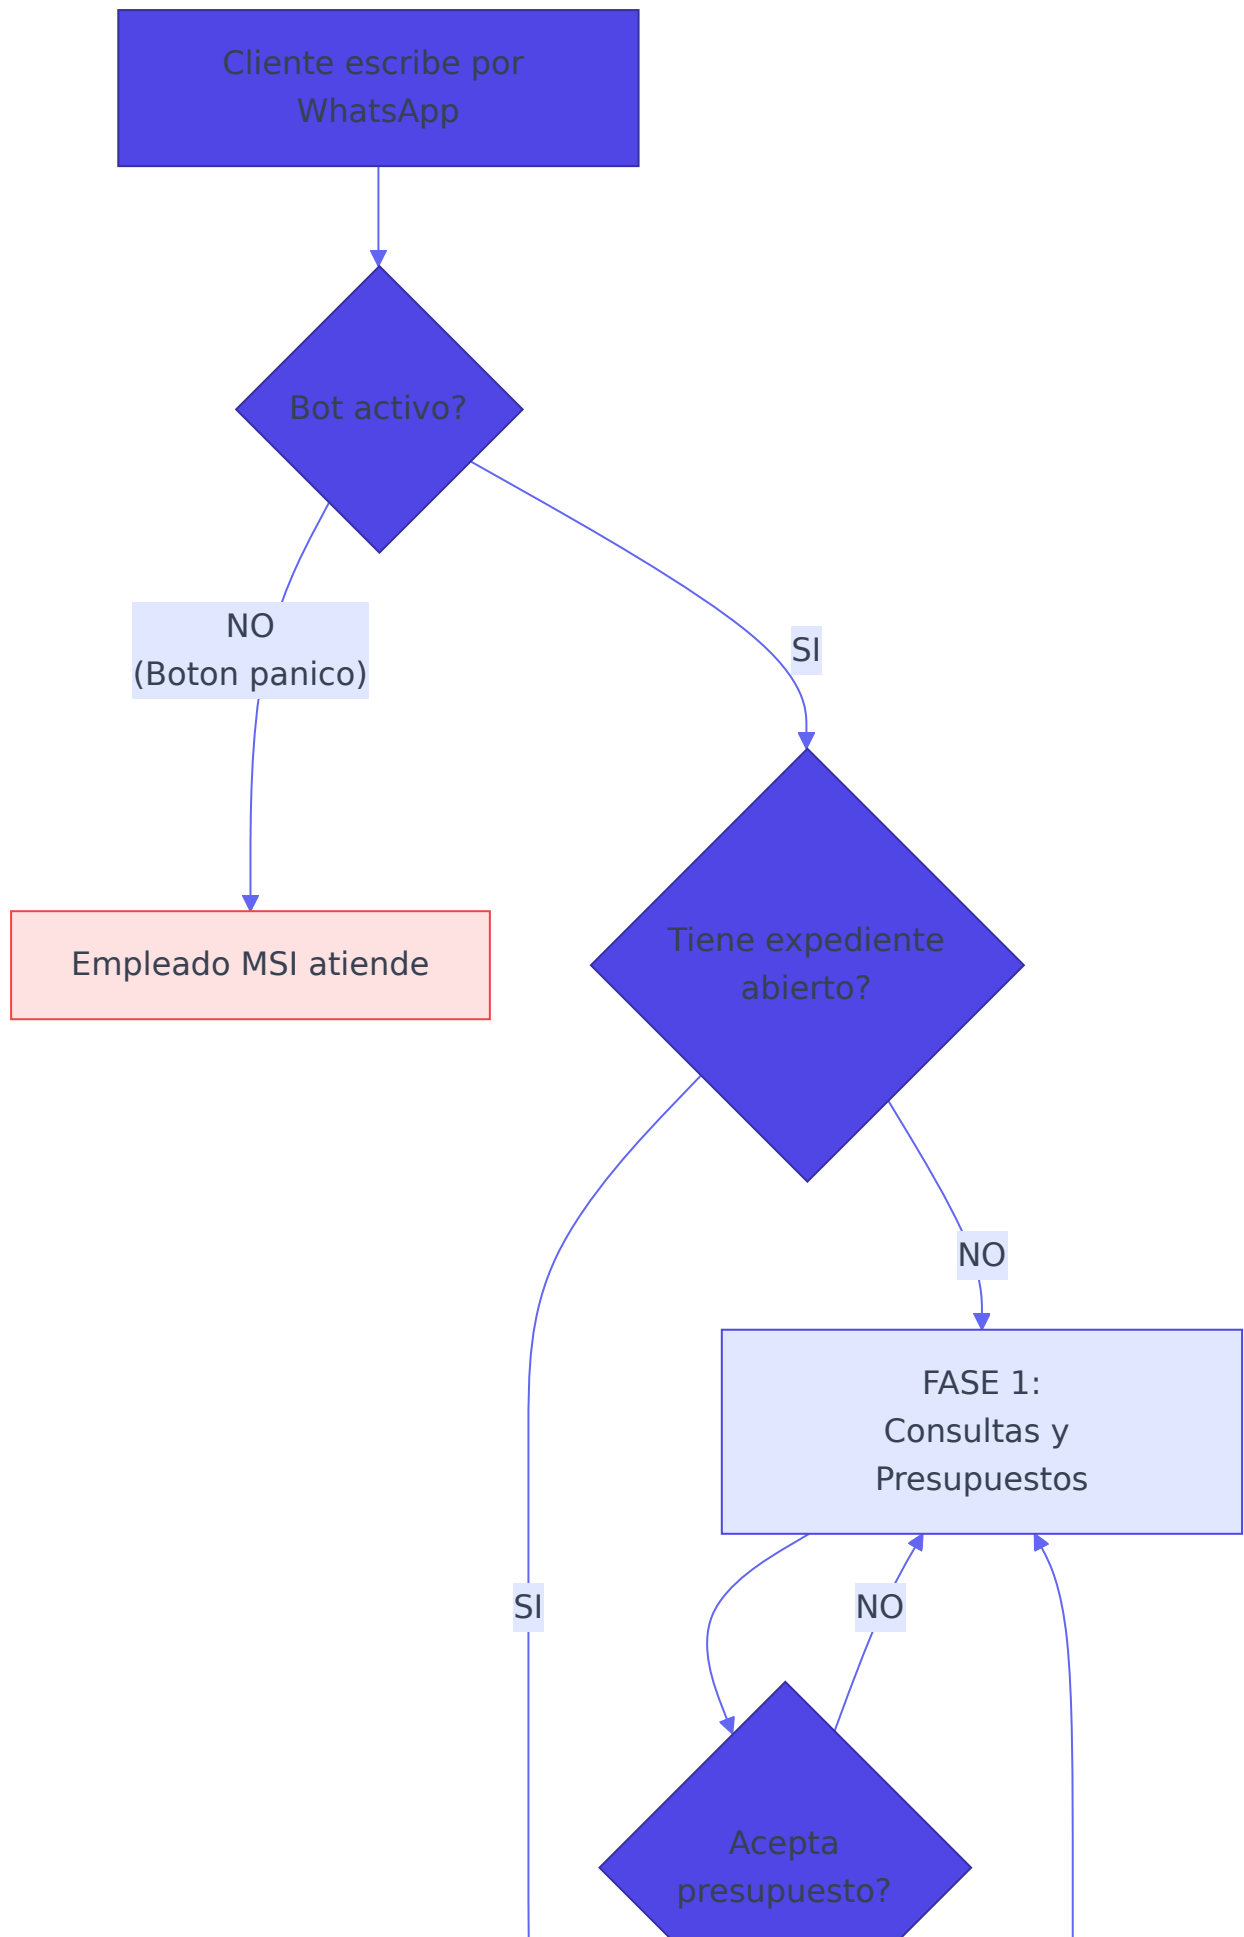 Cliente escribe por
WhatsApp
Bot activo?
NO
(Boton panico)
SI
Empleado MSI atiende
Tiene expediente
abierto?
NO
FASE 1:
Consultas y
Presupuestos
SI
NO
Acepta
presupuesto?